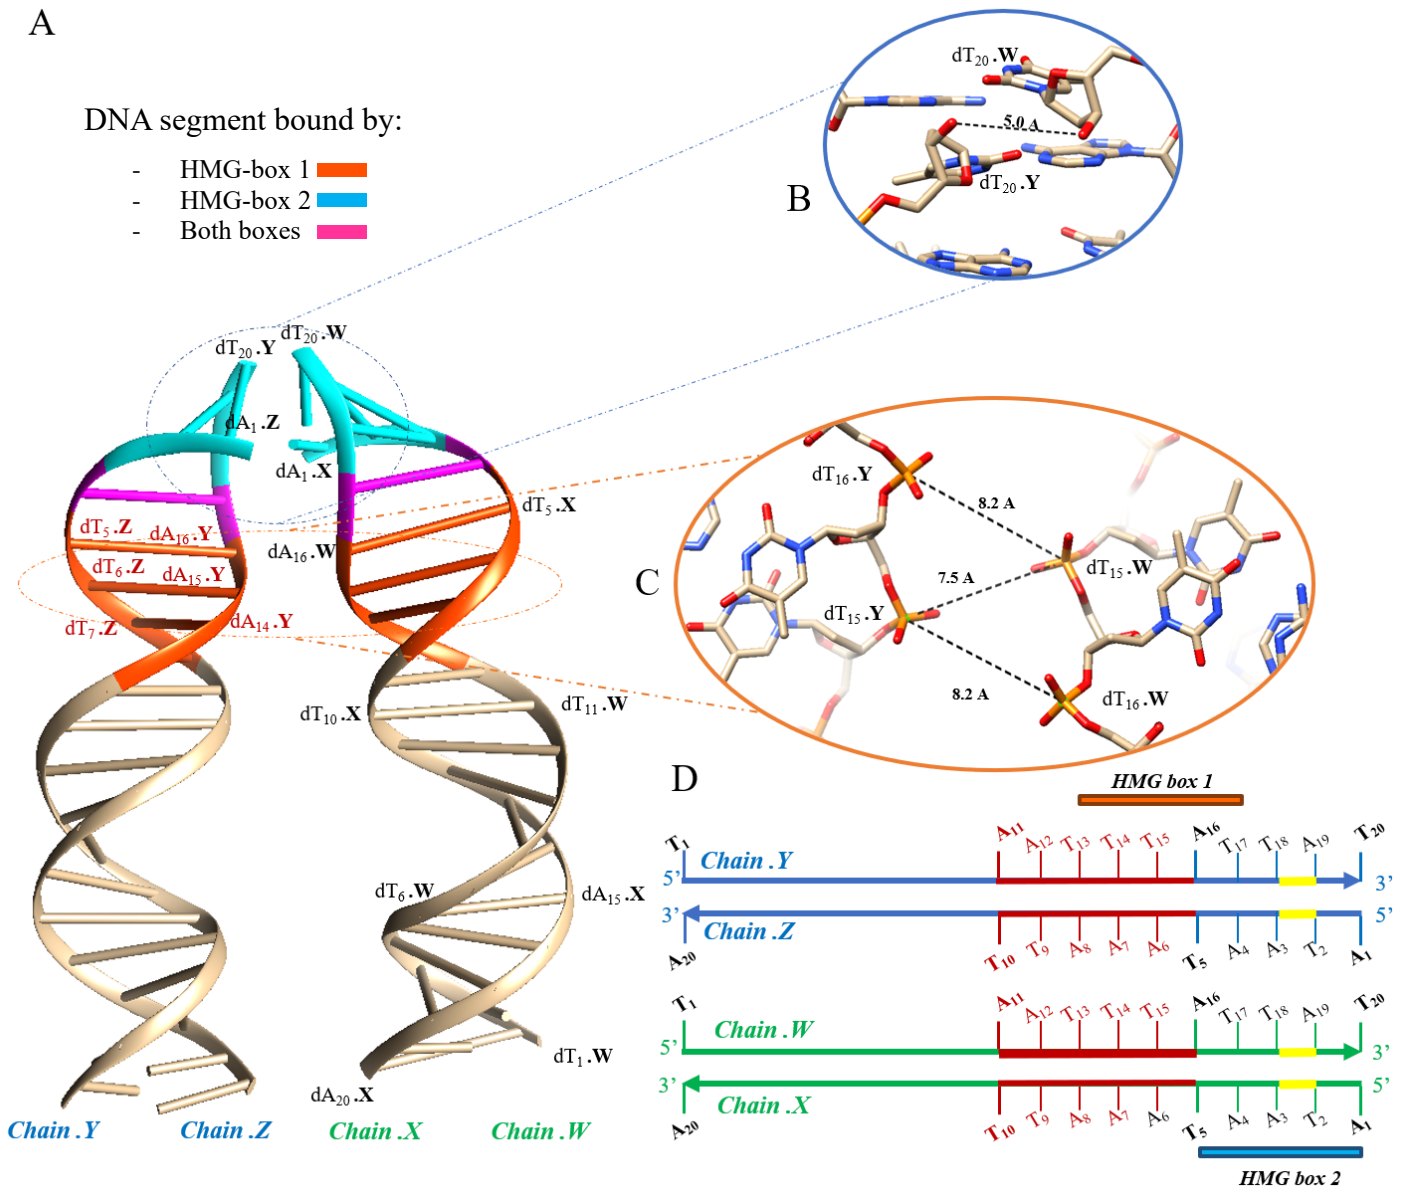 A
DNA segment bound by:
- HMG-box 1
- HMG-box 2
- Both boxes
dT20.W
5.0 A
dT20.Y
B
dT20.Y
dT20.W
dA1.Z
dA1.X
dT5.Z
dA16.Y
dT6.Z
dA15.Y
dT7.Z
dA14.Y
dT5.X
dA16.W
dT10.X
dT11.W
dT6.W
dA15.X
dT1.W
dA20.X
Chain .Y
Chain .Z
Chain .X
Chain .W
C
dT16.Y
8.2 A
7.5 A
dT15.W
dT15.Y
8.2 A
dT16.W
D
HMG box 1
T1 A11 A12 T13 T14 T15 A16 T17 T18 A19 T20
Chain .Y
5’ 3’
3’ 5’
Chain .Z
A20 T10 T9 A8 A7 A6 T5 A4 A3 T2 A1
T1 A11 A12 T13 T14 T15 A16 T17 T18 A19 T20
Chain .W
5’ 3’
3’ 5’
Chain .X
A20 T10 T9 A8 A7 A6 T5 A4 A3 T2 A1
HMG box 2